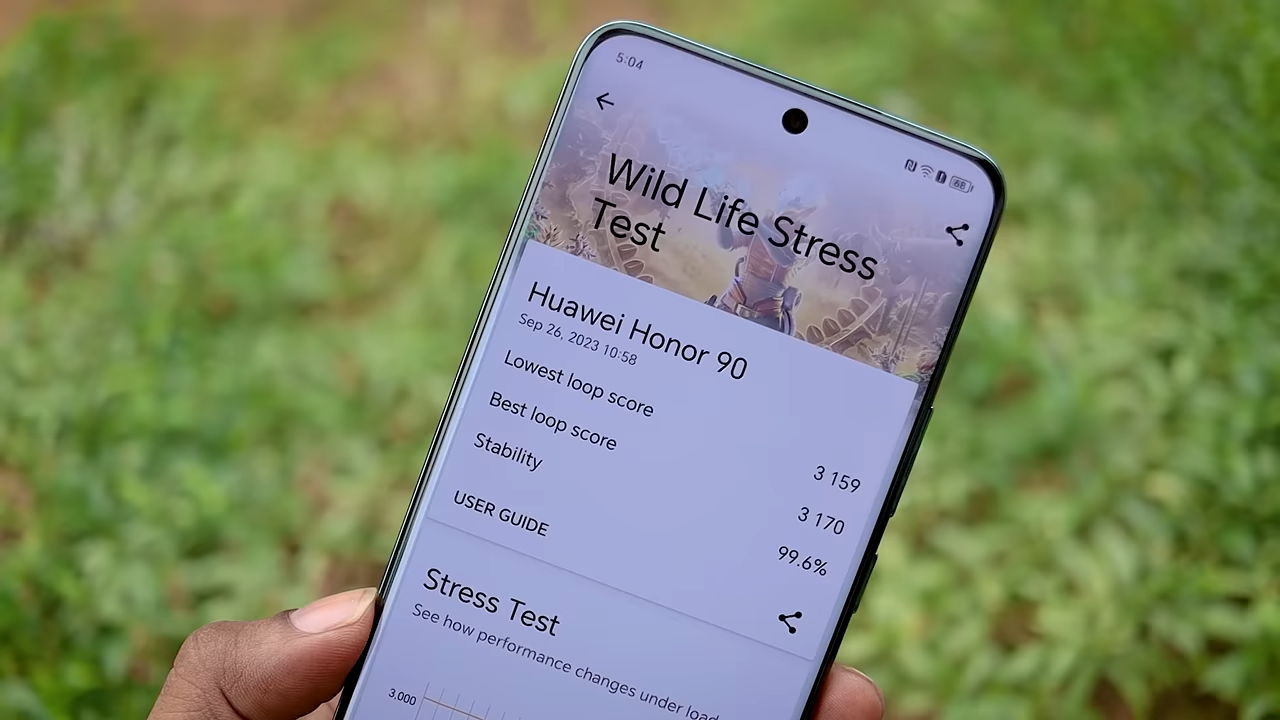 5:04
68
Wild Life Stress
Test
Huawei Honor 90
Sep 26, 2023 10:58
Lowest loop score 3 159
Best loop score 3 170
Stability 99.6%
USER GUIDE
Stress Test
See how performance changes under load
3,000